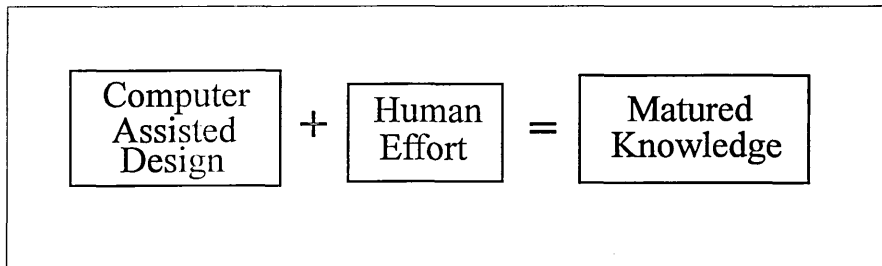 Computer
Assisted
Design
+
Human
Effort
=
Matured
Knowledge